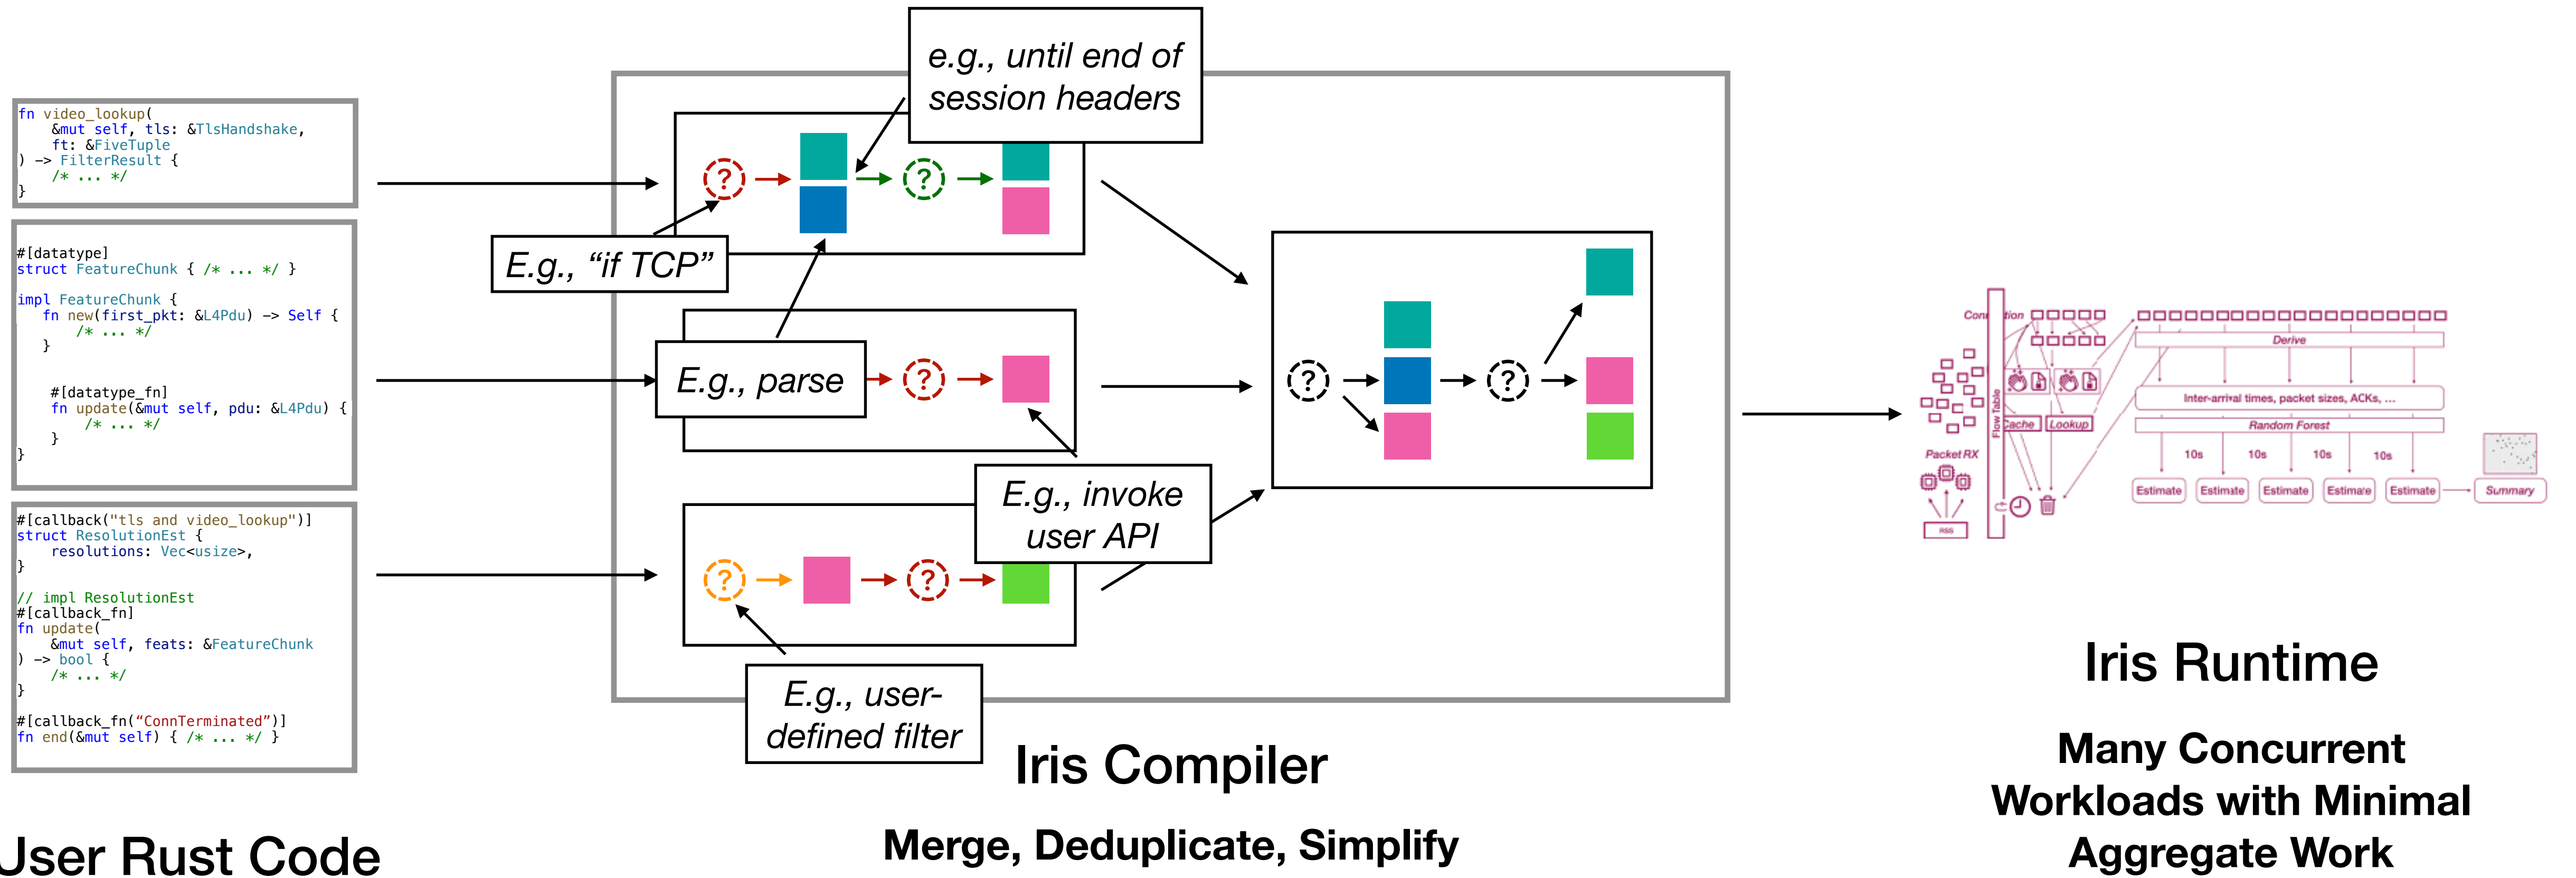 fn video_lookup(
&mut self, tls: &TlsHandshake,
ft: &FiveTuple
) -> FilterResult {
/* ... */
}
#[datatype]
struct FeatureChunk { /* ... */ }
impl FeatureChunk {
fn new(first_pkt: &L4Pdu) -> Self {
/* ... */
}
#[datatype_fn]
fn update(&mut self, pdu: &L4Pdu) {
/* ... */
}
}
#[callback("tls and video_lookup")]
struct ResolutionEst {
resolutions: Vec<usize>,
}
// impl ResolutionEst
#[callback_fn]
fn update(
&mut self, feats: &FeatureChunk
) -> bool {
/* ... */
}
#[callback_fn(“ConnTerminated”)]
fn end(&mut self) { /* ... */ }
User Rust Code
e.g., until end of
session headers
?
?
E.g., “if TCP”
E.g., parse
?
E.g., invoke
user API
?
?
E.g., user-
defined filter
?
?
Iris Compiler
Merge, Deduplicate, Simplify
Flow Table
Cache
Lookup
Packet RX
RSS
Derive
Inter-arrival times, packet sizes, ACKs, ...
Random Forest
10s
10s
10s
10s
Estimate
Estimate
Estimate
Estimate
Estimate
Summary
Iris Runtime
Many Concurrent
Workloads with Minimal
Aggregate Work